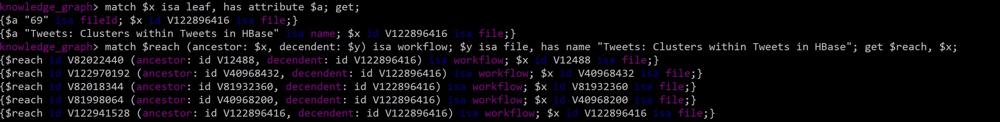 knowledge_graph> match $x isa leaf, has attribute $a; get;
{$a "69" isa fileId; $x id V122896416 isa file;}
{$a "Tweets: Clusters within Tweets in HBase" isa name; $x id V122896416 isa file;}
knowledge_graph> match $reach (ancestor: $x, decendent: $y) isa workflow; $y isa file, has name "Tweets: Clusters within Tweets in HBase"; get $reach, $x;
{$reach id V82022440 (ancestor: id V12488, decendent: id V122896416) isa workflow; $x id V12488 isa file;}
{$reach id V122970192 (ancestor: id V40968432, decendent: id V122896416) isa workflow; $x id V40968432 isa file;}
{$reach id V82018344 (ancestor: id V81932360, decendent: id V122896416) isa workflow; $x id V81932360 isa file;}
{$reach id V81998064 (ancestor: id V40968200, decendent: id V122896416) isa workflow; $x id V40968200 isa file;}
{$reach id V122941528 (ancestor: id V122896416, decendent: id V122896416) isa workflow; $x id V122896416 isa file;}